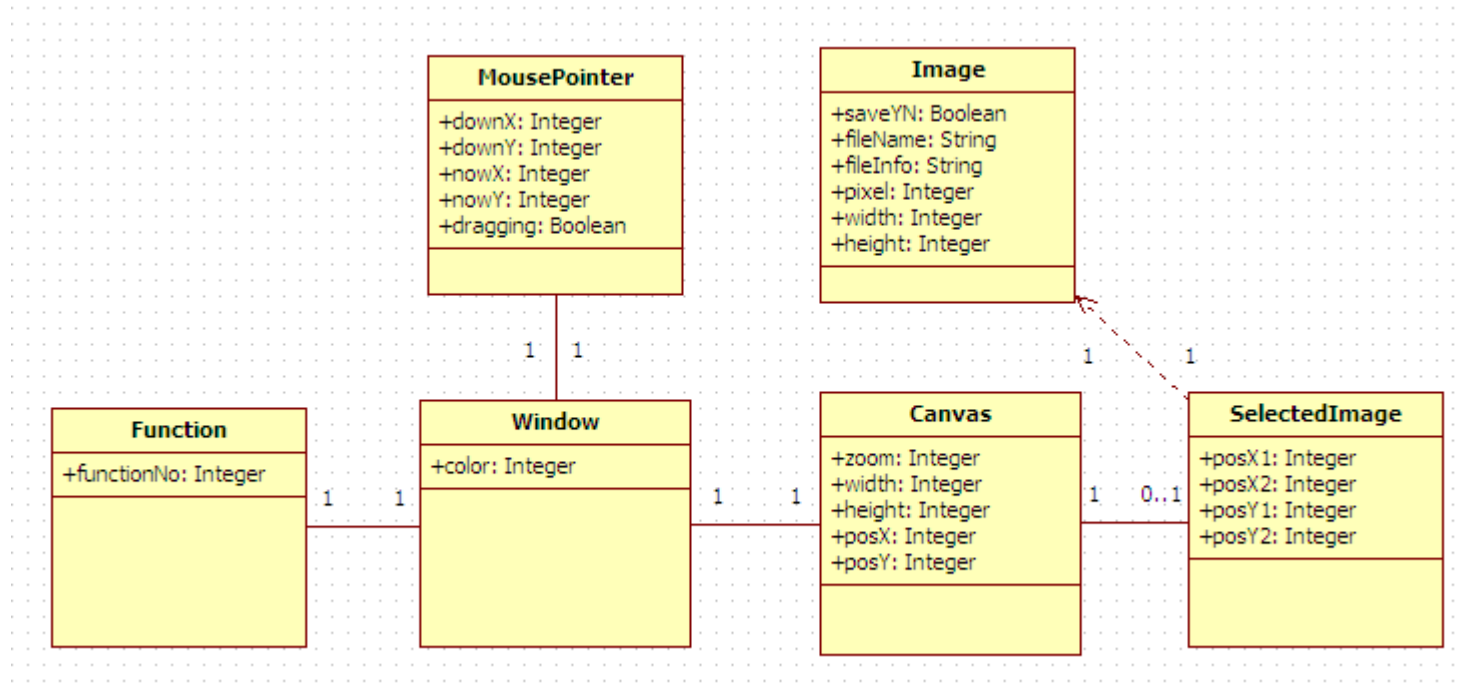 MousePointer
+downX: Integer
+downY: Integer
+nowX: Integer
+nowY: Integer
+dragging: Boolean
Image
+saveYN: Boolean
+fileName: String
+fileInfo: String
+pixel: Integer
+width: Integer
+height: Integer
1 1
1 1
Function
+functionNo: Integer
1 1
Window
+color: Integer
1 1
Canvas
+zoom: Integer
+width: Integer
+height: Integer
+posX: Integer
+posY: Integer
1 0..1
SelectedImage
+posX1: Integer
+posX2: Integer
+posY1: Integer
+posY2: Integer